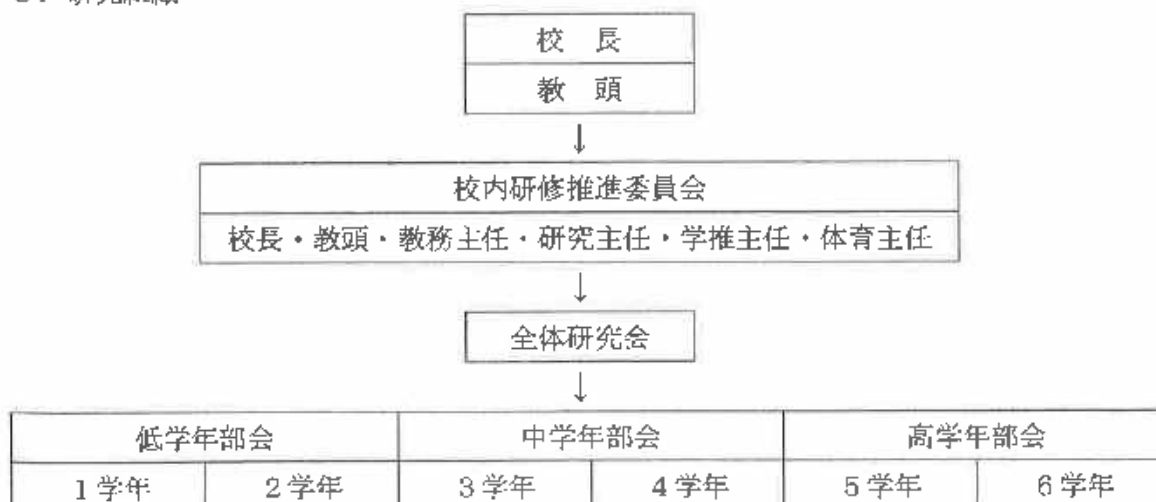 校 長
教 頭
↓
校内研修推進委員会
校長・教頭・教務主任・研究主任・学推主任・体育主任
↓
全体研究会
↓
低学年部会 中学年部会 高学年部会
1学年 2学年 3学年 4学年 5学年 6学年